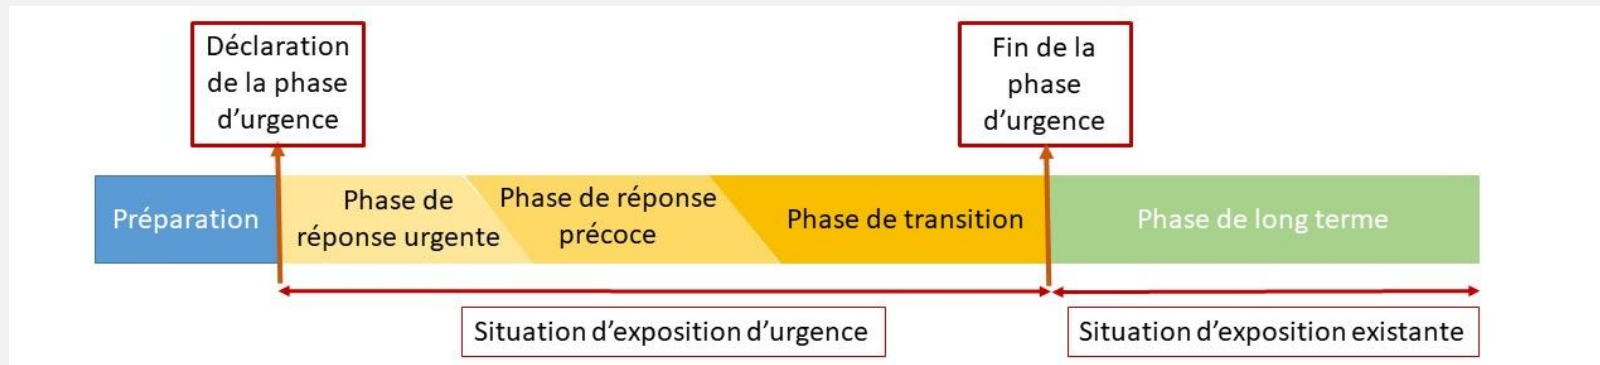 Déclaration
de la phase
d’urgence
Fin de la
phase
d’urgence
Préparation
Phase de
réponse urgente
Phase de réponse
précoce
Phase de transition
Phase de long terme
Situation d’exposition d’urgence
Situation d’exposition existante